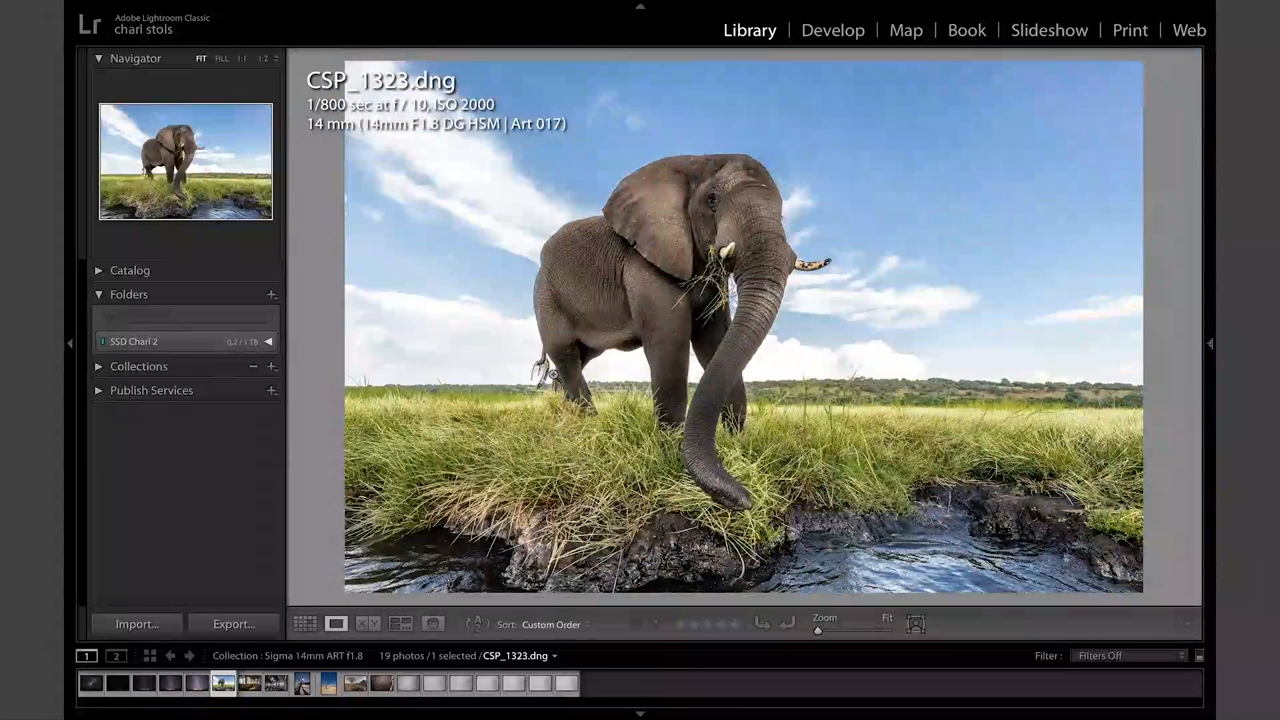 Lr
Adobe Lightroom Classic
charl stols
Library | Develop | Map | Book | Slideshow | Print | Web
Navigator FIT FILL 1:1 1:2
CSP_1323.dng
1/800 sec at f / 10, ISO 2000
14 mm (14mm F1.8 DG HSM | Art 017)
Catalog
Folders
SSD Charl 2 0,2 / 1 TB
Collections
Publish Services
Import... Export...
Sort: Custom Order
Zoom Fit
1 2 Collection : Sigma 14mm ART f1.8 19 photos / 1 selected / CSP_1323.dng
Filter : Filters Off